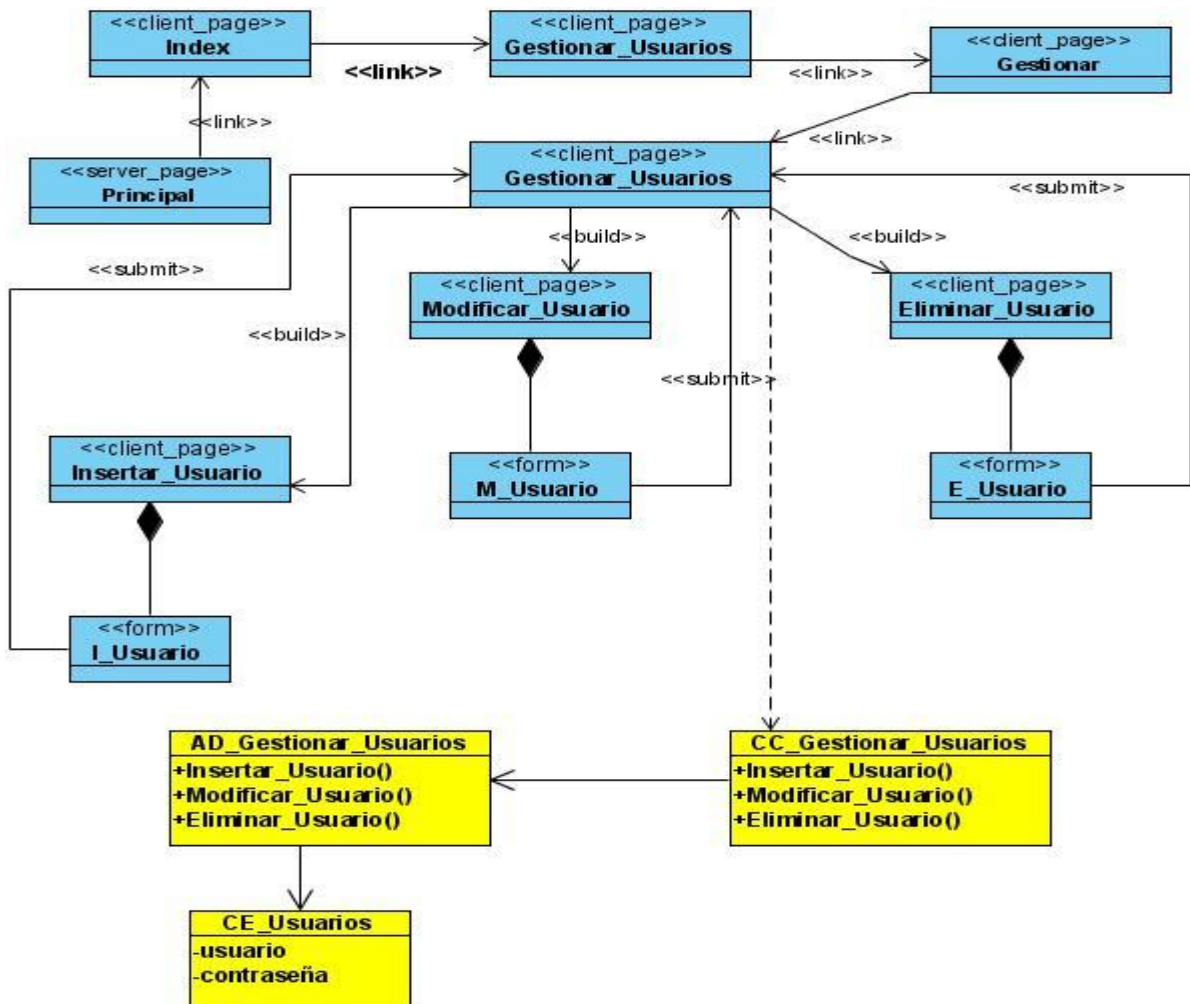 <<client_page>>
Index
<<link>>
<<client_page>>
Gestionar_Usuarios
<<link>>
<<client_page>>
Gestionar
<<link>>
<<link>>
<<server_page>>
Principal
<<client_page>>
Gestionar_Usuarios
<<submit>>
<<submit>>
<<build>>
<<build>>
<<client_page>>
Modificar_Usuario
<<client_page>>
Eliminar_Usuario
<<build>>
<<submit>>
<<client_page>>
Insertar_Usuario
<<form>>
M_Usuario
<<form>>
E_Usuario
<<form>>
I_Usuario
AD_Gestionar_Usuarios
+Insertar_Usuario()
+Modificar_Usuario()
+Eliminar_Usuario()
CC_Gestionar_Usuarios
+Insertar_Usuario()
+Modificar_Usuario()
+Eliminar_Usuario()
CE_Usuarios
-usuario
-contraseña